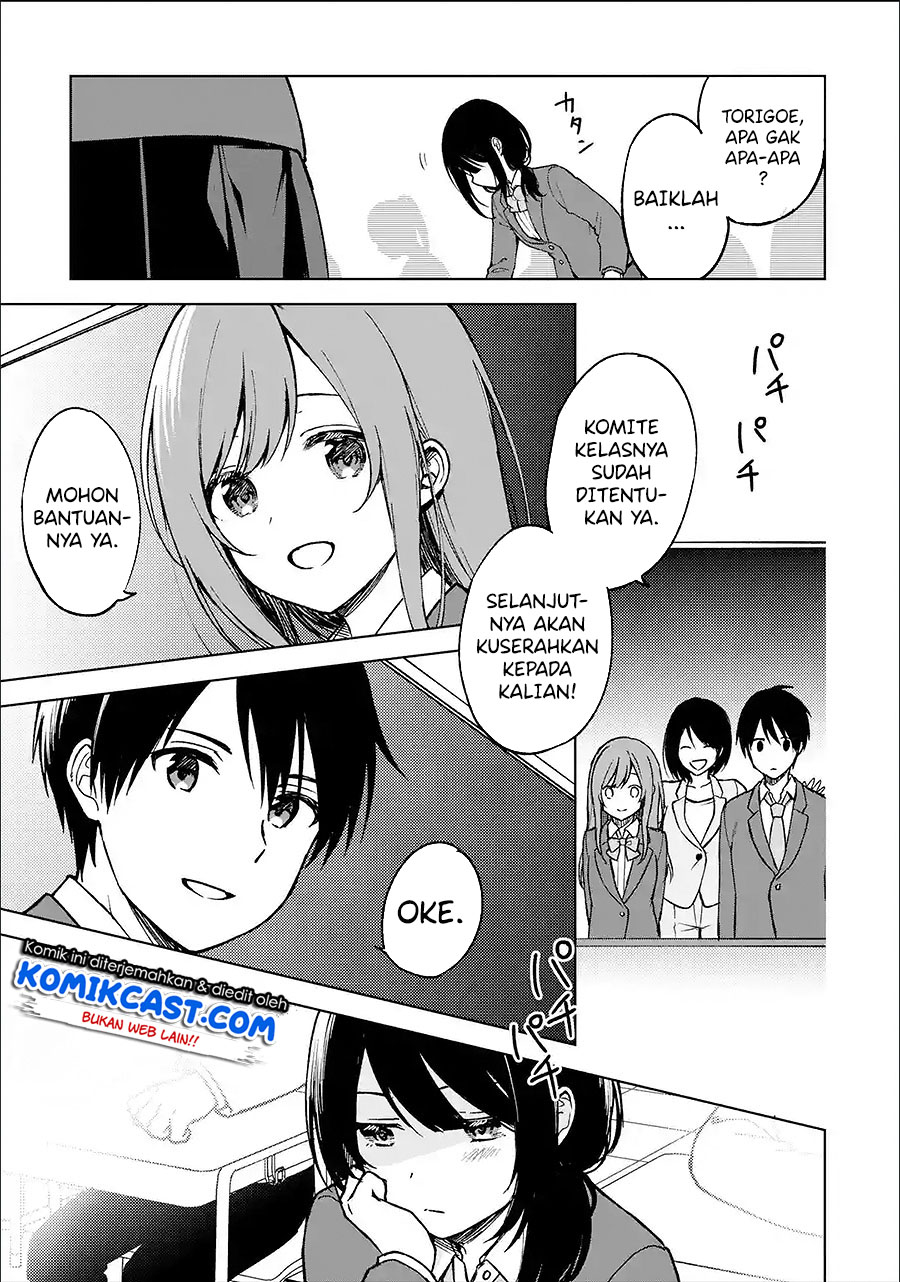 TORIGOE,
APA GAK
APA-APA
?
BAIKLAH
...
カタン
パチ
パチ
KOMITE
KELASNYA
SUDAH
DITENTU-
KAN YA.
SELANJUT-
NYA AKAN
KUSERAHKAN
KEPADA
KALIAN!
MOHON
BANTUAN-
NYA YA.
OKE.
パチ
パチ
Komik ini diterjemahkan & diedit oleh
KOMIKCAST.COM
BUKAN WEB LAIN!!